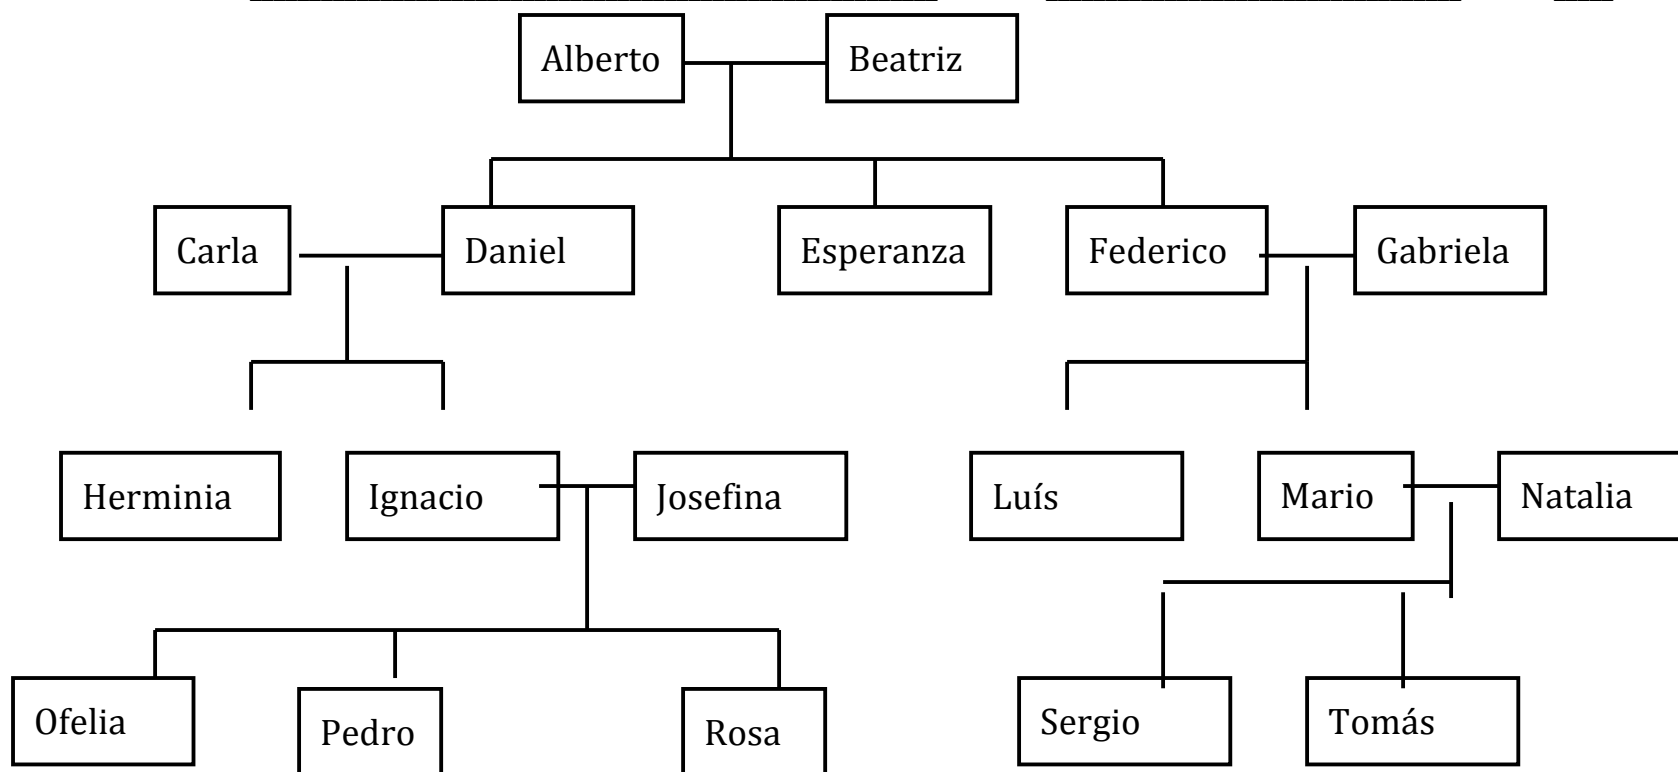 Alberto Beatriz
Carla Daniel Esperanza Federico Gabriela
Herminia Ignacio Josefina Luís Mario Natalia
Ofelia Pedro Rosa Sergio Tomás